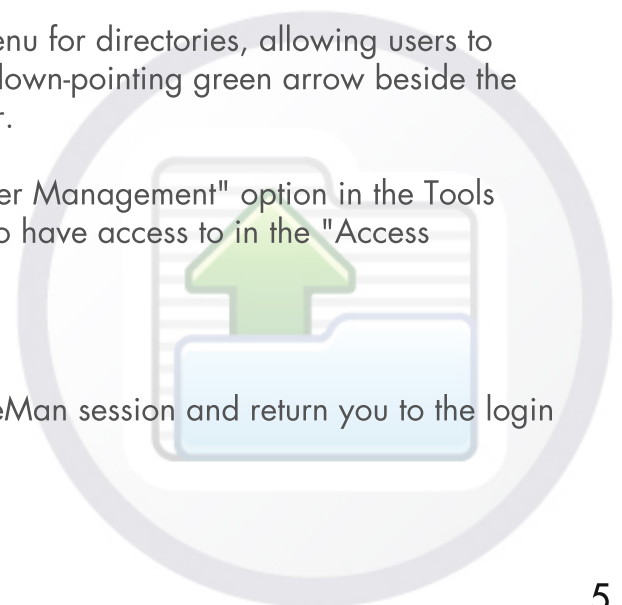 enu for directories, allowing users to
down-pointing green arrow beside the
r.
er Management" option in the Tools
o have access to in the "Access
eMan session and return you to the login
5